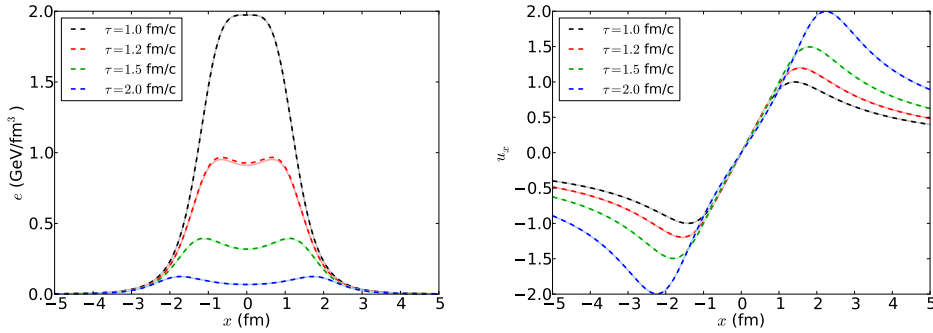 2.0
1.5
1.0
0.5
0.0
e (GeV/fm³)
τ=1.0 fm/c
τ=1.2 fm/c
τ=1.5 fm/c
τ=2.0 fm/c
−5 −4 −3 −2 −1 0 1 2 3 4 5
x (fm)
2.0
1.5
1.0
0.5
0.0
−0.5
−1.0
−1.5
−2.0
u_x
τ=1.0 fm/c
τ=1.2 fm/c
τ=1.5 fm/c
τ=2.0 fm/c
−5 −4 −3 −2 −1 0 1 2 3 4 5
x (fm)